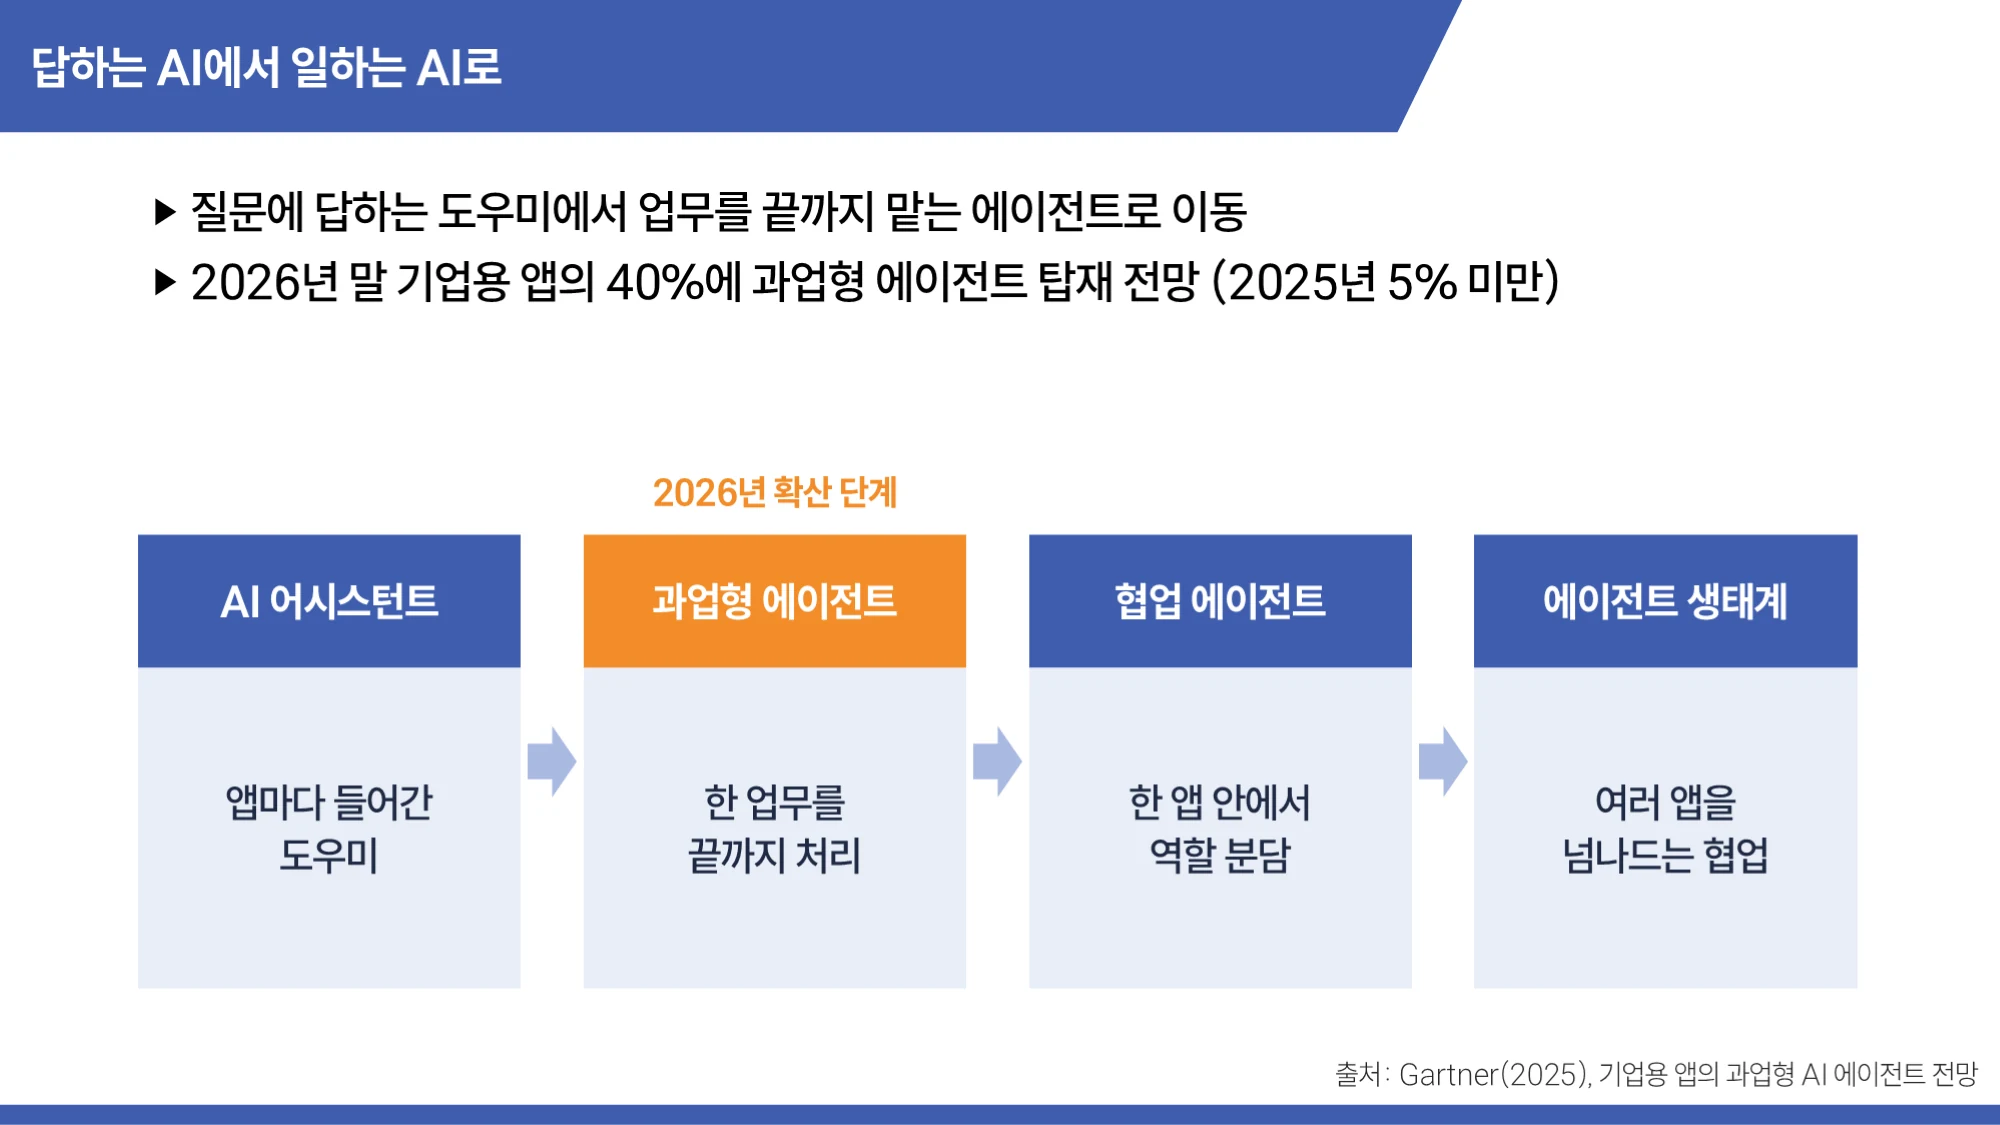 답하는 AI에서 일하는 AI로
▶ 질문에 답하는 도우미에서 업무를 끝까지 맡는 에이전트로 이동
▶ 2026년 말 기업용 앱의 40%에 과업형 에이전트 탑재 전망 (2025년 5% 미만)
2026년 확산 단계
AI 어시스턴트
앱마다 들어간
도우미
과업형 에이전트
한 업무를
끝까지 처리
협업 에이전트
한 앱 안에서
역할 분담
에이전트 생태계
여러 앱을
넘나드는 협업
출처: Gartner(2025), 기업용 앱의 과업형 AI 에이전트 전망